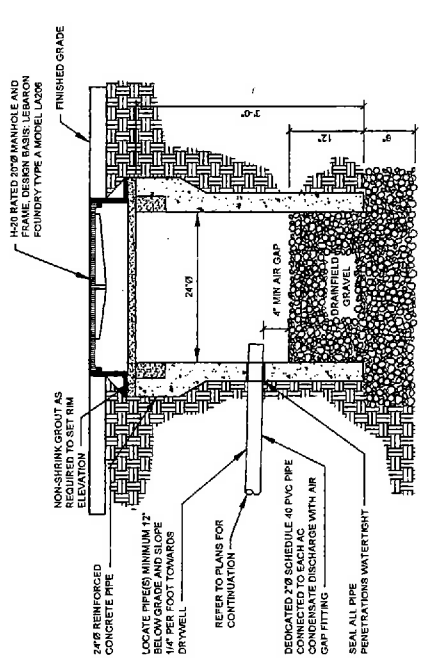 H-20 RATED 20"Ø MANHOLE AND
FRAME, DESIGN BASIS: LEBARON
FOUNDRY TYPE A MODEL LA206
FINISHED GRADE
NON-SHRINK GROUT AS
REQUIRED TO SET RIM
ELEVATION
24"Ø REINFORCED
CONCRETE PIPE
LOCATE PIPE(S) MINIMUM 12"
BELOW GRADE AND SLOPE
1/4" PER FOOT TOWARDS
DRYWELL
REFER TO PLANS FOR
CONTINUATION
DEDICATED 2"Ø SCHEDULE 40 PVC PIPE
CONNECTED TO EACH AC
CONDENSATE DISCHARGE WITH AIR
GAP FITTING
SEAL ALL PIPE
PENETRATIONS WATERTIGHT
24"Ø
4" MIN AIR GAP
DRAINFIELD
GRAVEL
3'-0"
12"
6"